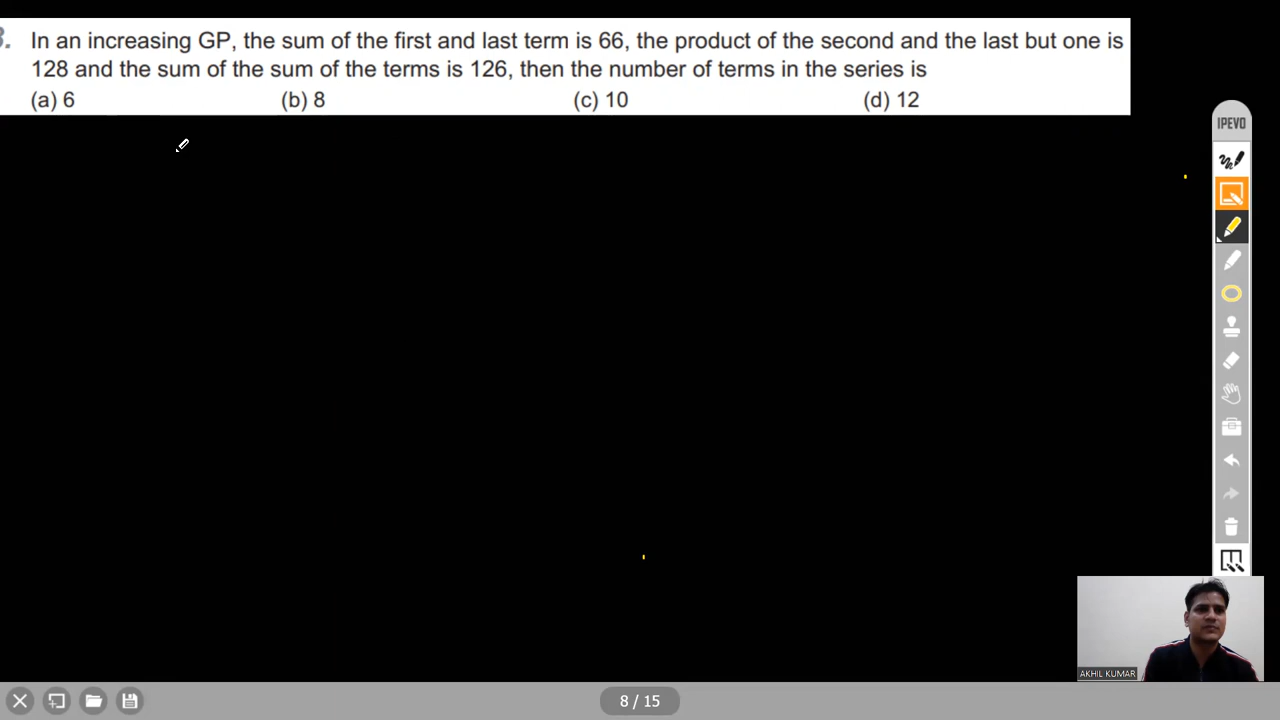 3. In an increasing GP, the sum of the first and last term is 66, the product of the second and the last but one is
128 and the sum of the sum of the terms is 126, then the number of terms in the series is
(a) 6 (b) 8 (c) 10 (d) 12
IPEVO
AKHIL KUMAR
8 / 15